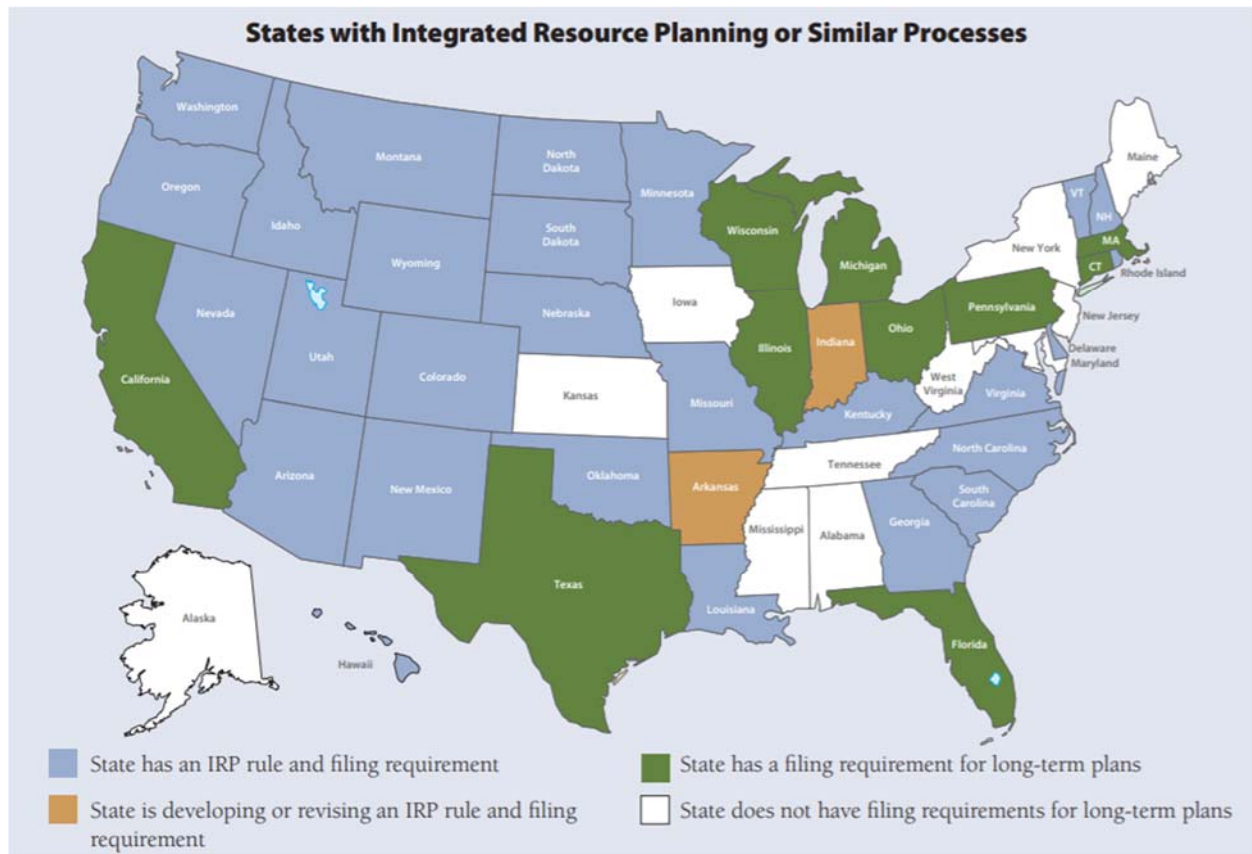 States with Integrated Resource Planning or Similar Processes
Washington
Maine
Montana
North
Dakota
Minnesota
VT
Oregon
NH
Idaho
South
Dakota
Wisconsin
New York
MA
Wyoming
Michigan
CT
Rhode Island
Iowa
Pennsylvania
Nevada
Nebraska
New Jersey
Ohio
Illinois
Indiana
Utah
Delaware
Maryland
California
Colorado
West
Virginia
Kansas
Missouri
Virginia
Kentucky
North Carolina
Tennessee
Arizona
Oklahoma
New Mexico
Arkansas
South
Carolina
Mississippi
Alabama
Georgia
Texas
Louisiana
Alaska
Florida
Hawaii
State has an IRP rule and filing requirement
State has a filing requirement for long-term plans
State is developing or revising an IRP rule and filing
requirement
State does not have filing requirements for long-term plans